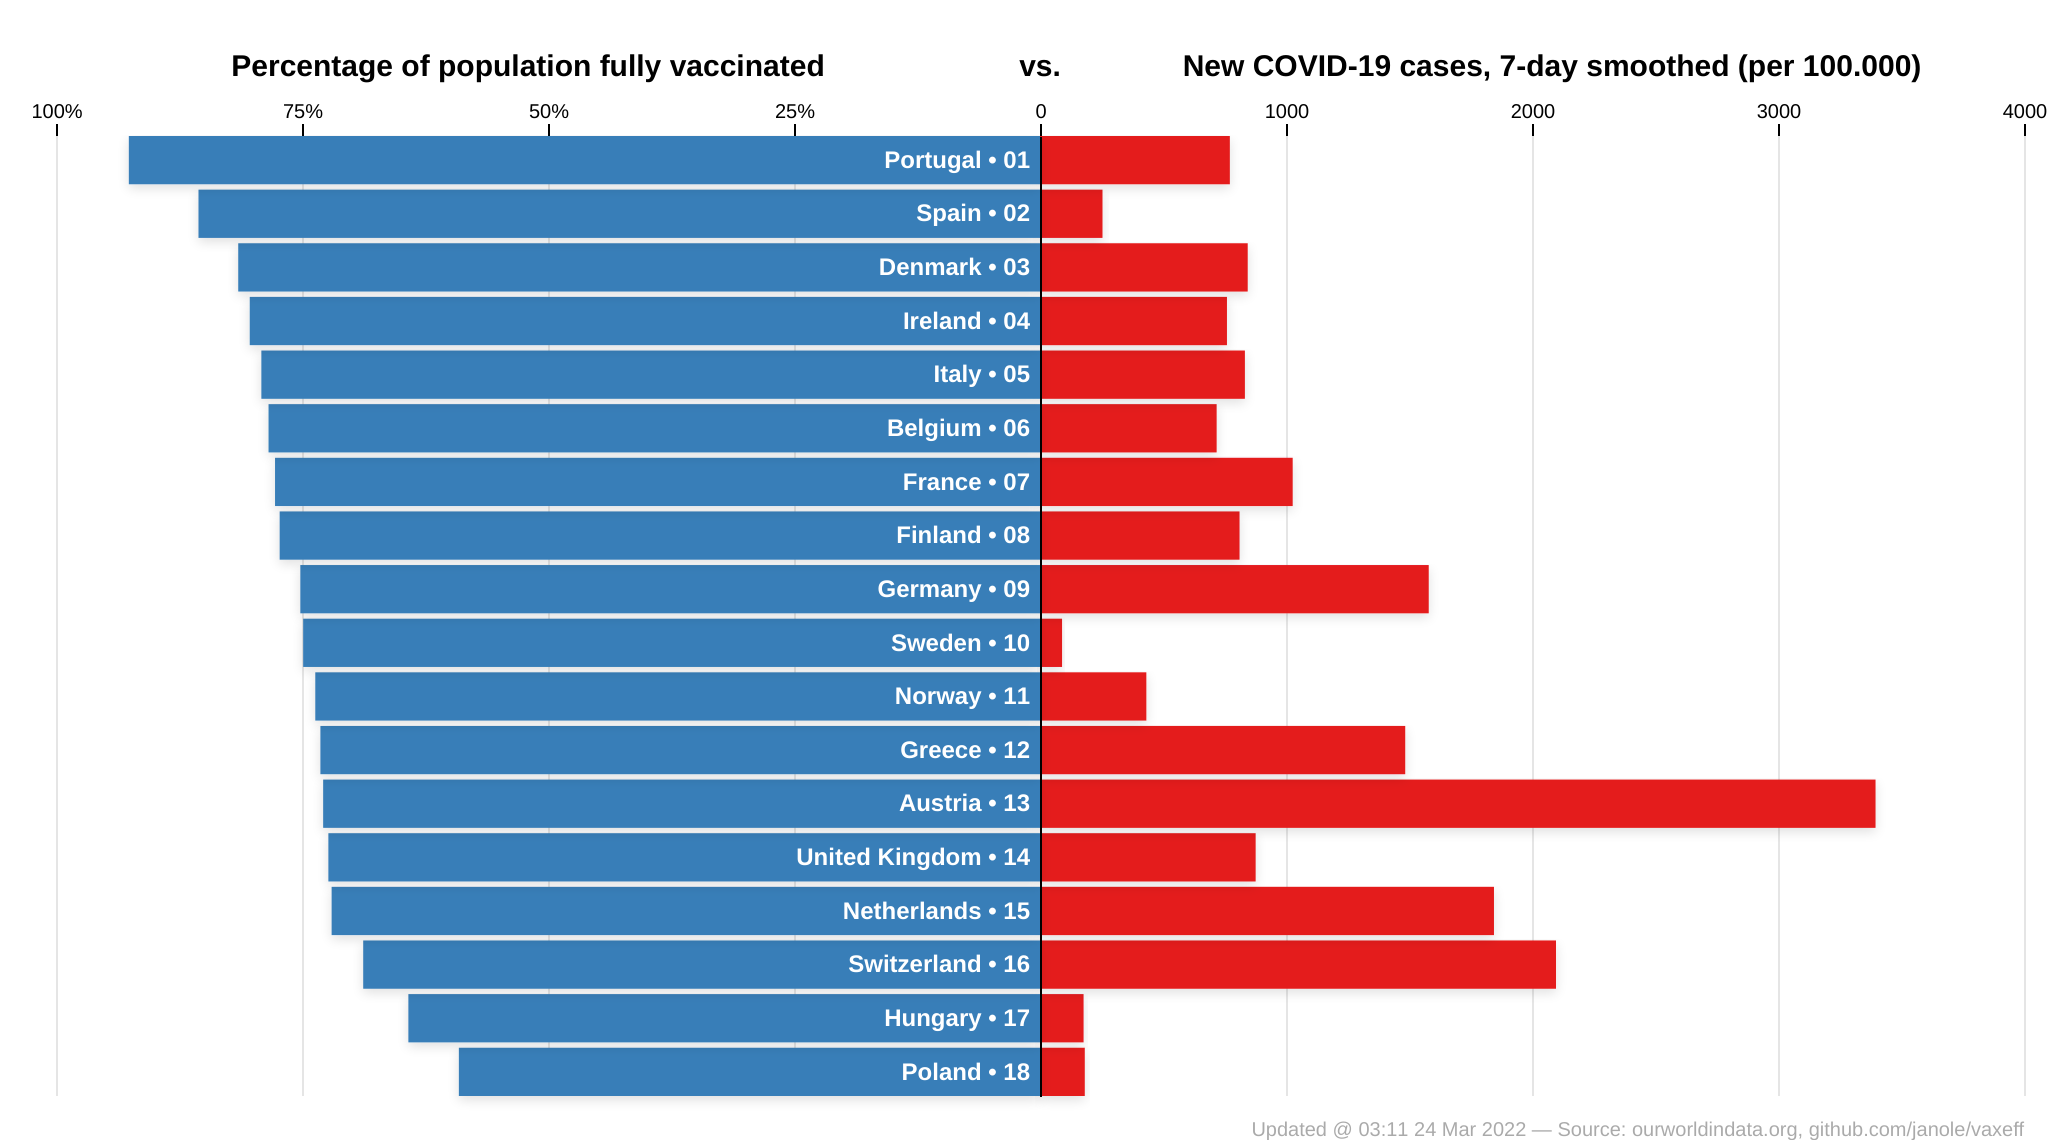 Percentage of population fully vaccinated vs. New COVID-19 cases, 7-day smoothed (per 100.000)
100% 75% 50% 25% 0 1000 2000 3000 4000
Portugal • 01
Spain • 02
Denmark • 03
Ireland • 04
Italy • 05
Belgium • 06
France • 07
Finland • 08
Germany • 09
Sweden • 10
Norway • 11
Greece • 12
Austria • 13
United Kingdom • 14
Netherlands • 15
Switzerland • 16
Hungary • 17
Poland • 18
Updated @ 03:11 24 Mar 2022 — Source: ourworldindata.org, github.com/janole/vaxeff